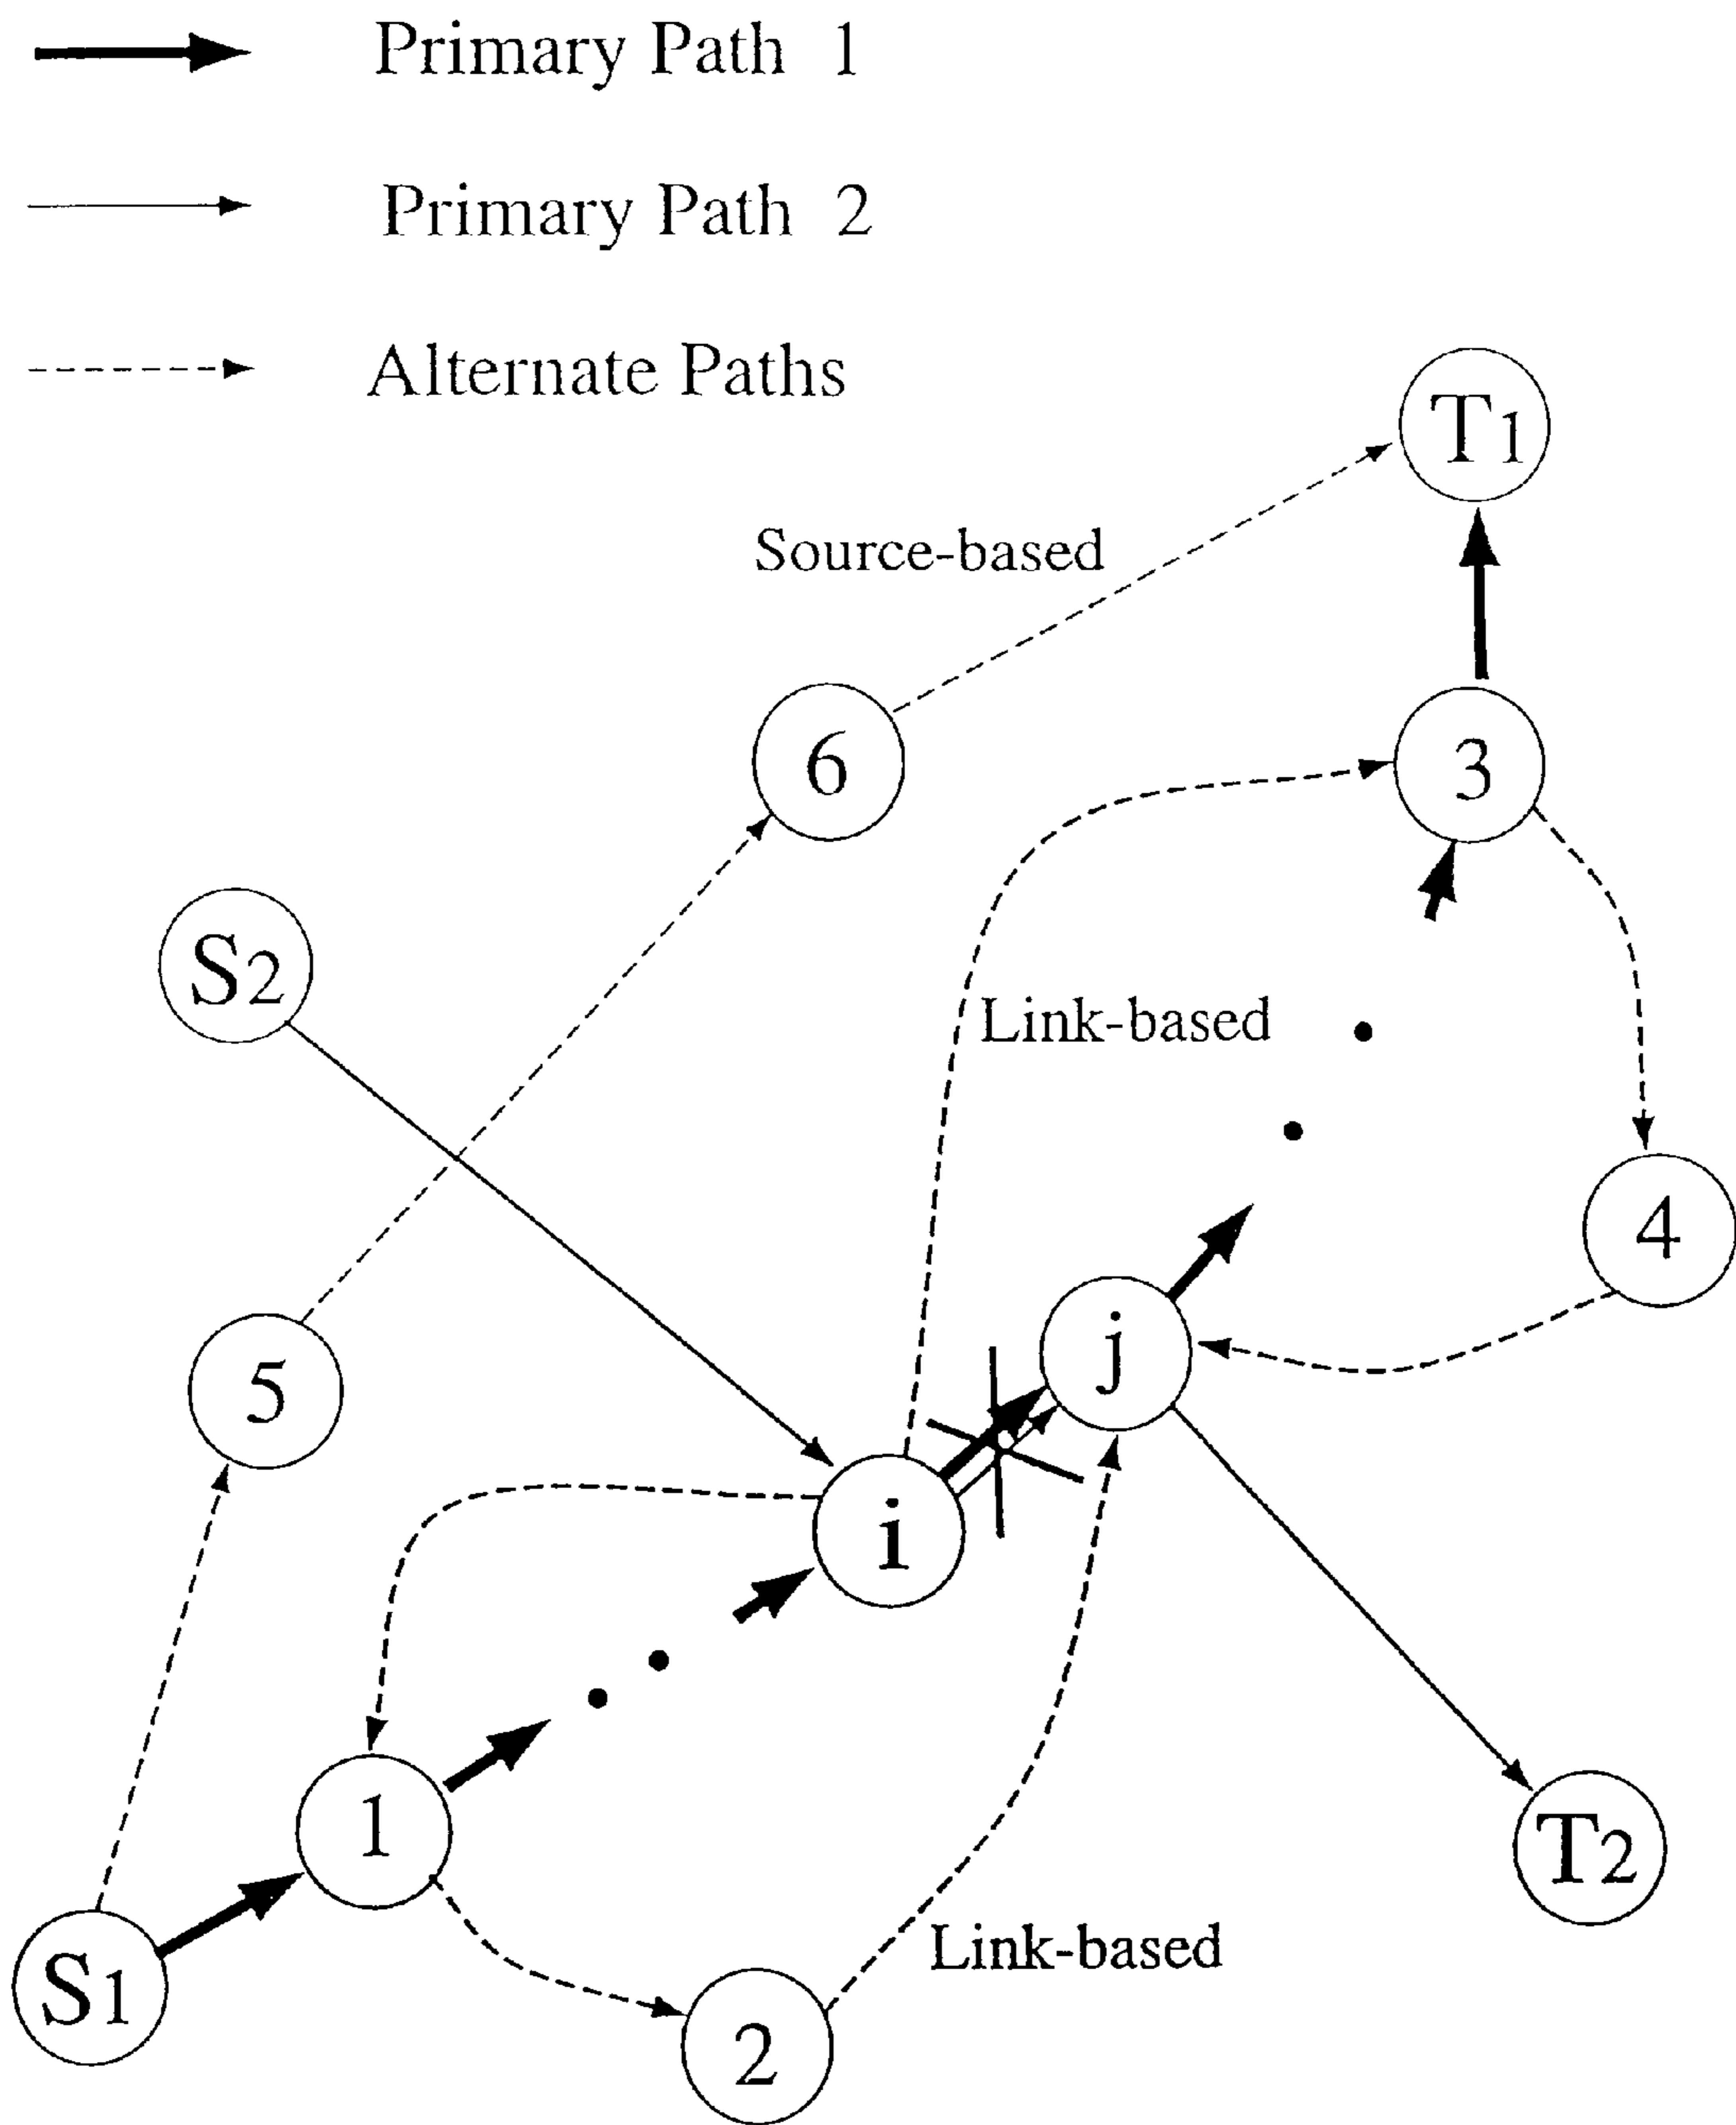 Primary Path 1
Primary Path 2
Alternate Paths
T1
Source-based
6
3
S2
Link-based
4
j
5
i
1
T2
Link-based
S1
2